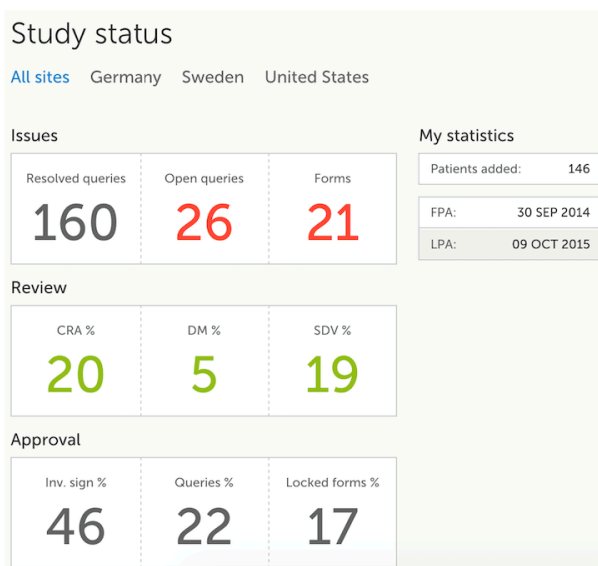 Study status
All sites Germany Sweden United States
Issues
Resolved queries Open queries Forms
160 26 21
Review
CRA % DM % SDV %
20 5 19
Approval
Inv. sign % Queries % Locked forms %
46 22 17
My statistics
Patients added: 146
FPA: 30 SEP 2014
LPA: 09 OCT 2015